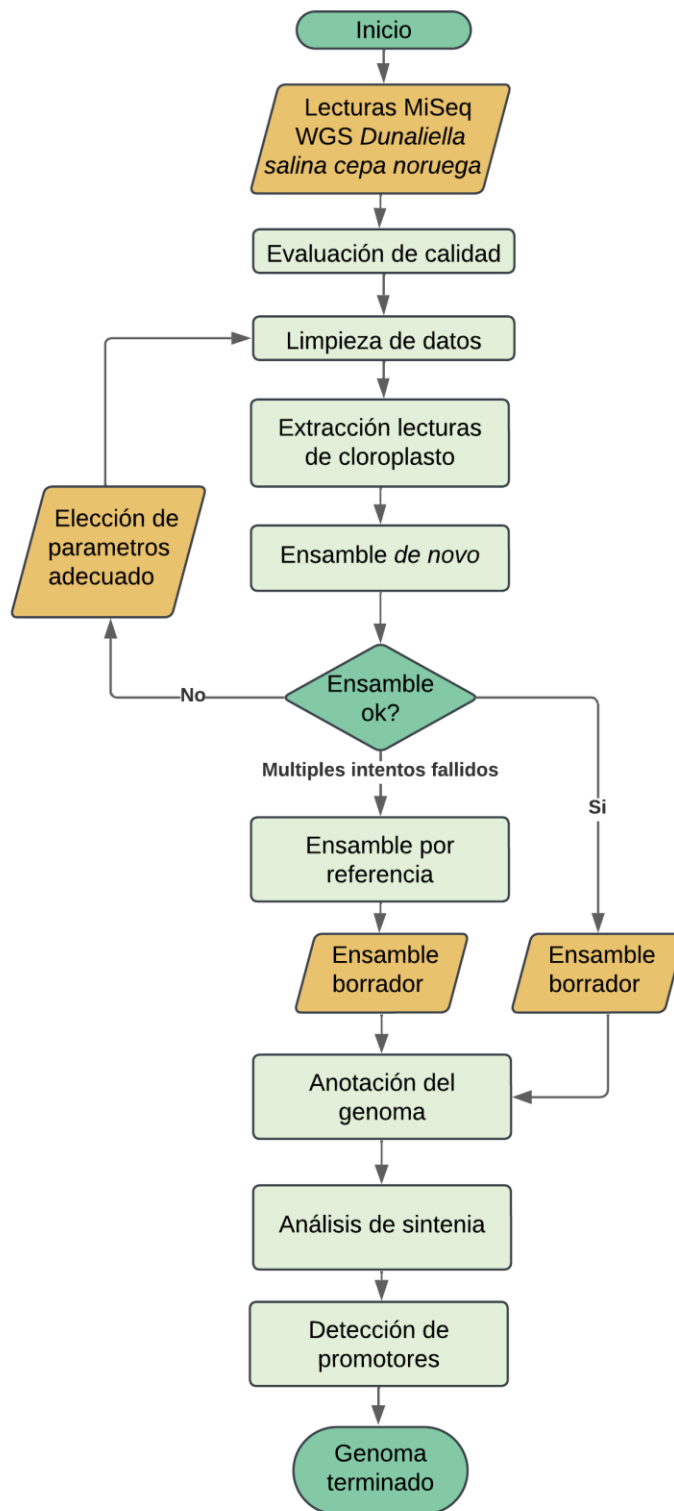 Inicio
Lecturas MiSeq
WGS Dunaliella
salina cepa noruega
Evaluación de calidad
Limpieza de datos
Extracción lecturas
de cloroplasto
Elección de
parametros
adecuado
Ensamble de novo
Ensamble
ok?
No
Multiples intentos fallidos
Si
Ensamble por
referencia
Ensamble
borrador
Ensamble
borrador
Anotación del
genoma
Análisis de sintenia
Detección de
promotores
Genoma
terminado